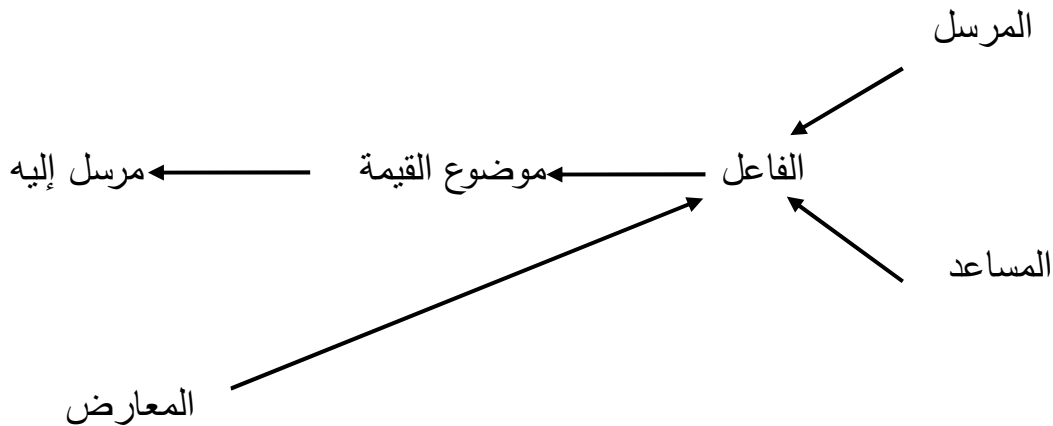 المرسل
الفاعل موضوع القيمة مرسل إليه
المساعد
المعارض